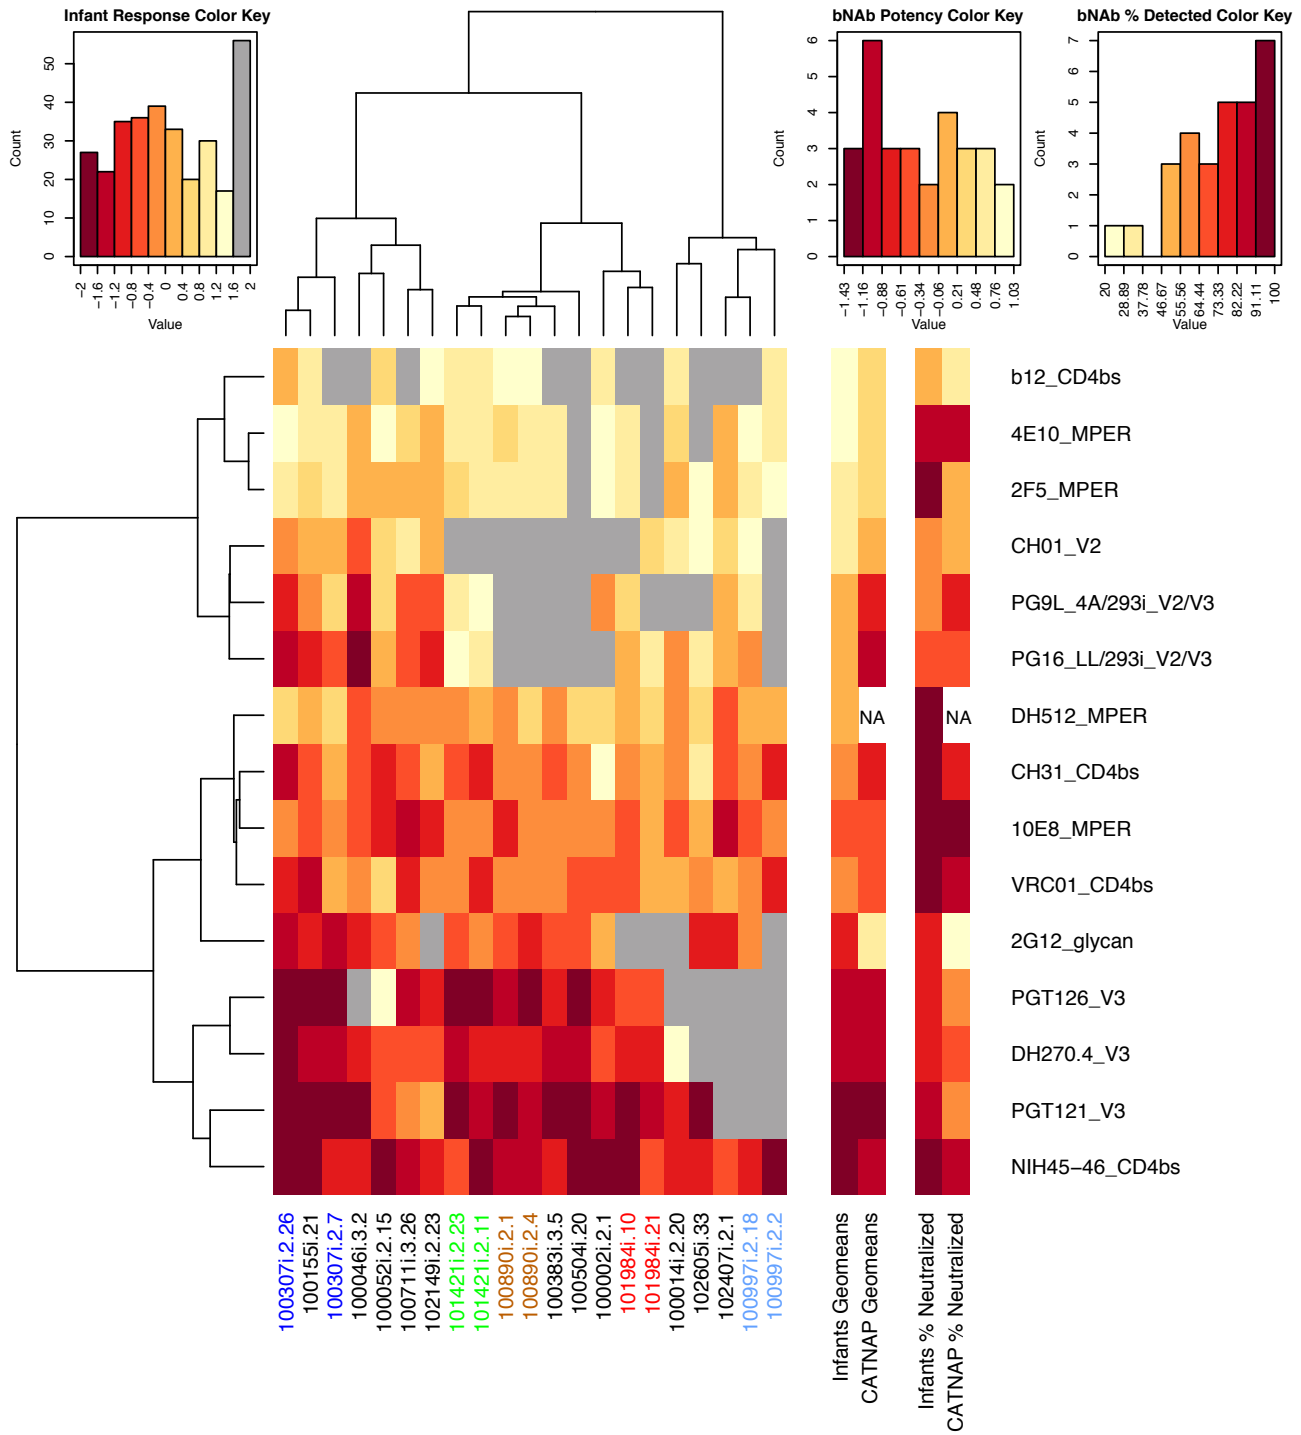 Infant Response Color Key
Count
0 10 20 30 40 50
−2 −1.6 −1.2 −0.8 −0.4 0 0.4 0.8 1.2 1.6 2
Value
bNAb Potency Color Key
Count
0 1 2 3 4 5 6
−1.43 −1.16 −0.88 −0.61 −0.34 −0.06 0.21 0.48 0.76 1.03
Value
bNAb % Detected Color Key
Count
0 1 2 3 4 5 6 7
20 28.89 37.78 46.67 55.56 64.44 73.33 82.22 91.11 100
Value
b12_CD4bs
4E10_MPER
2F5_MPER
CH01_V2
PG9L_4A/293i_V2/V3
PG16_LL/293i_V2/V3
NA NA DH512_MPER
CH31_CD4bs
10E8_MPER
VRC01_CD4bs
2G12_glycan
PGT126_V3
DH270.4_V3
PGT121_V3
NIH45−46_CD4bs
100307i.2.26
100155i.21
100307i.2.7
100046i.3.2
100052i.2.15
100711i.3.26
102149i.2.23
101421i.2.23
101421i.2.11
100890i.2.1
100890i.2.4
100383i.3.5
100504i.20
100002i.2.1
101984i.10
101984i.21
100014i.2.20
102605i.33
102407i.2.1
100997i.2.18
100997i.2.2
Infants Geomeans
CATNAP Geomeans
Infants % Neutralized
CATNAP % Neutralized